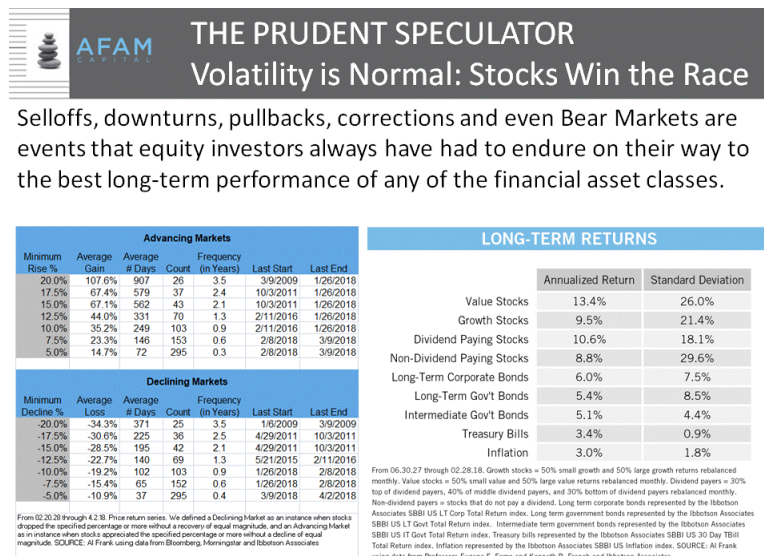 AFAM
CAPITAL
THE PRUDENT SPECULATOR
Volatility is Normal: Stocks Win the Race
Selloffs, downturns, pullbacks, corrections and even Bear Markets are
events that equity investors always have had to endure on their way to
the best long-term performance of any of the financial asset classes.
Advancing Markets
Minimum Average Average Frequency
Rise % Gain # Days Count (in Years) Last Start Last End
20.0% 107.6% 907 26 3.5 3/9/2009 1/26/2018
17.5% 67.4% 579 37 2.4 10/3/2011 1/26/2018
15.0% 67.1% 562 43 2.1 10/3/2011 1/26/2018
12.5% 44.0% 331 70 1.3 2/11/2016 1/26/2018
10.0% 35.2% 249 103 0.9 2/11/2016 1/26/2018
7.5% 23.3% 146 153 0.6 2/8/2018 3/9/2018
5.0% 14.7% 72 295 0.3 2/8/2018 3/9/2018
Declining Markets
Minimum Average Average Frequency
Decline % Loss # Days Count (in Years) Last Start Last End
-20.0% -34.3% 371 25 3.5 1/6/2009 3/9/2009
-17.5% -30.6% 225 36 2.5 4/29/2011 10/3/2011
-15.0% -28.5% 195 42 2.1 4/29/2011 10/3/2011
-12.5% -22.7% 140 69 1.3 5/21/2015 2/11/2016
-10.0% -19.2% 102 103 0.9 1/26/2018 2/8/2018
-7.5% -15.4% 65 152 0.6 1/26/2018 2/8/2018
-5.0% -10.9% 37 295 0.4 3/9/2018 4/2/2018
From 02.20.28 through 4.2.18. Price return series. We defined a Declining Market as an instance when stocks
dropped the specified percentage or more without a recovery of equal magnitude, and an Advancing Market
as in instance when stocks appreciated the specified percentage or more without a decline of equal
magnitude. SOURCE: Al Frank using data from Bloomberg, Morningstar and Ibbotson Associates
LONG-TERM RETURNS
Annualized Return Standard Deviation
Value Stocks 13.4% 26.0%
Growth Stocks 9.5% 21.4%
Dividend Paying Stocks 10.6% 18.1%
Non-Dividend Paying Stocks 8.8% 29.6%
Long-Term Corporate Bonds 6.0% 7.5%
Long-Term Gov't Bonds 5.4% 8.5%
Intermediate Gov't Bonds 5.1% 4.4%
Treasury Bills 3.4% 0.9%
Inflation 3.0% 1.8%
From 06.30.27 through 02.28.18. Growth stocks = 50% small growth and 50% large growth returns rebalanced
monthly. Value stocks = 50% small value and 50% large value returns rebalanced monthly. Dividend payers = 30%
top of dividend payers, 40% of middle dividend payers, and 30% bottom of dividend payers rebalanced monthly.
Non-dividend payers = stocks that do not pay a dividend. Long term corporate bonds represented by the Ibbotson
Associates SBBI US LT Corp Total Return index. Long term government bonds represented by the Ibbotson Associates
SBBI US LT Govt Total Return index. Intermediate term government bonds represented by the Ibbotson Associates
SBBI US IT Govt Total Return index. Treasury bills represented by the Ibbotson Associates SBBI US 30 Day TBill
Total Return index. Inflation represented by the Ibbotson Associates SBBI US Inflation index. SOURCE: Al Frank